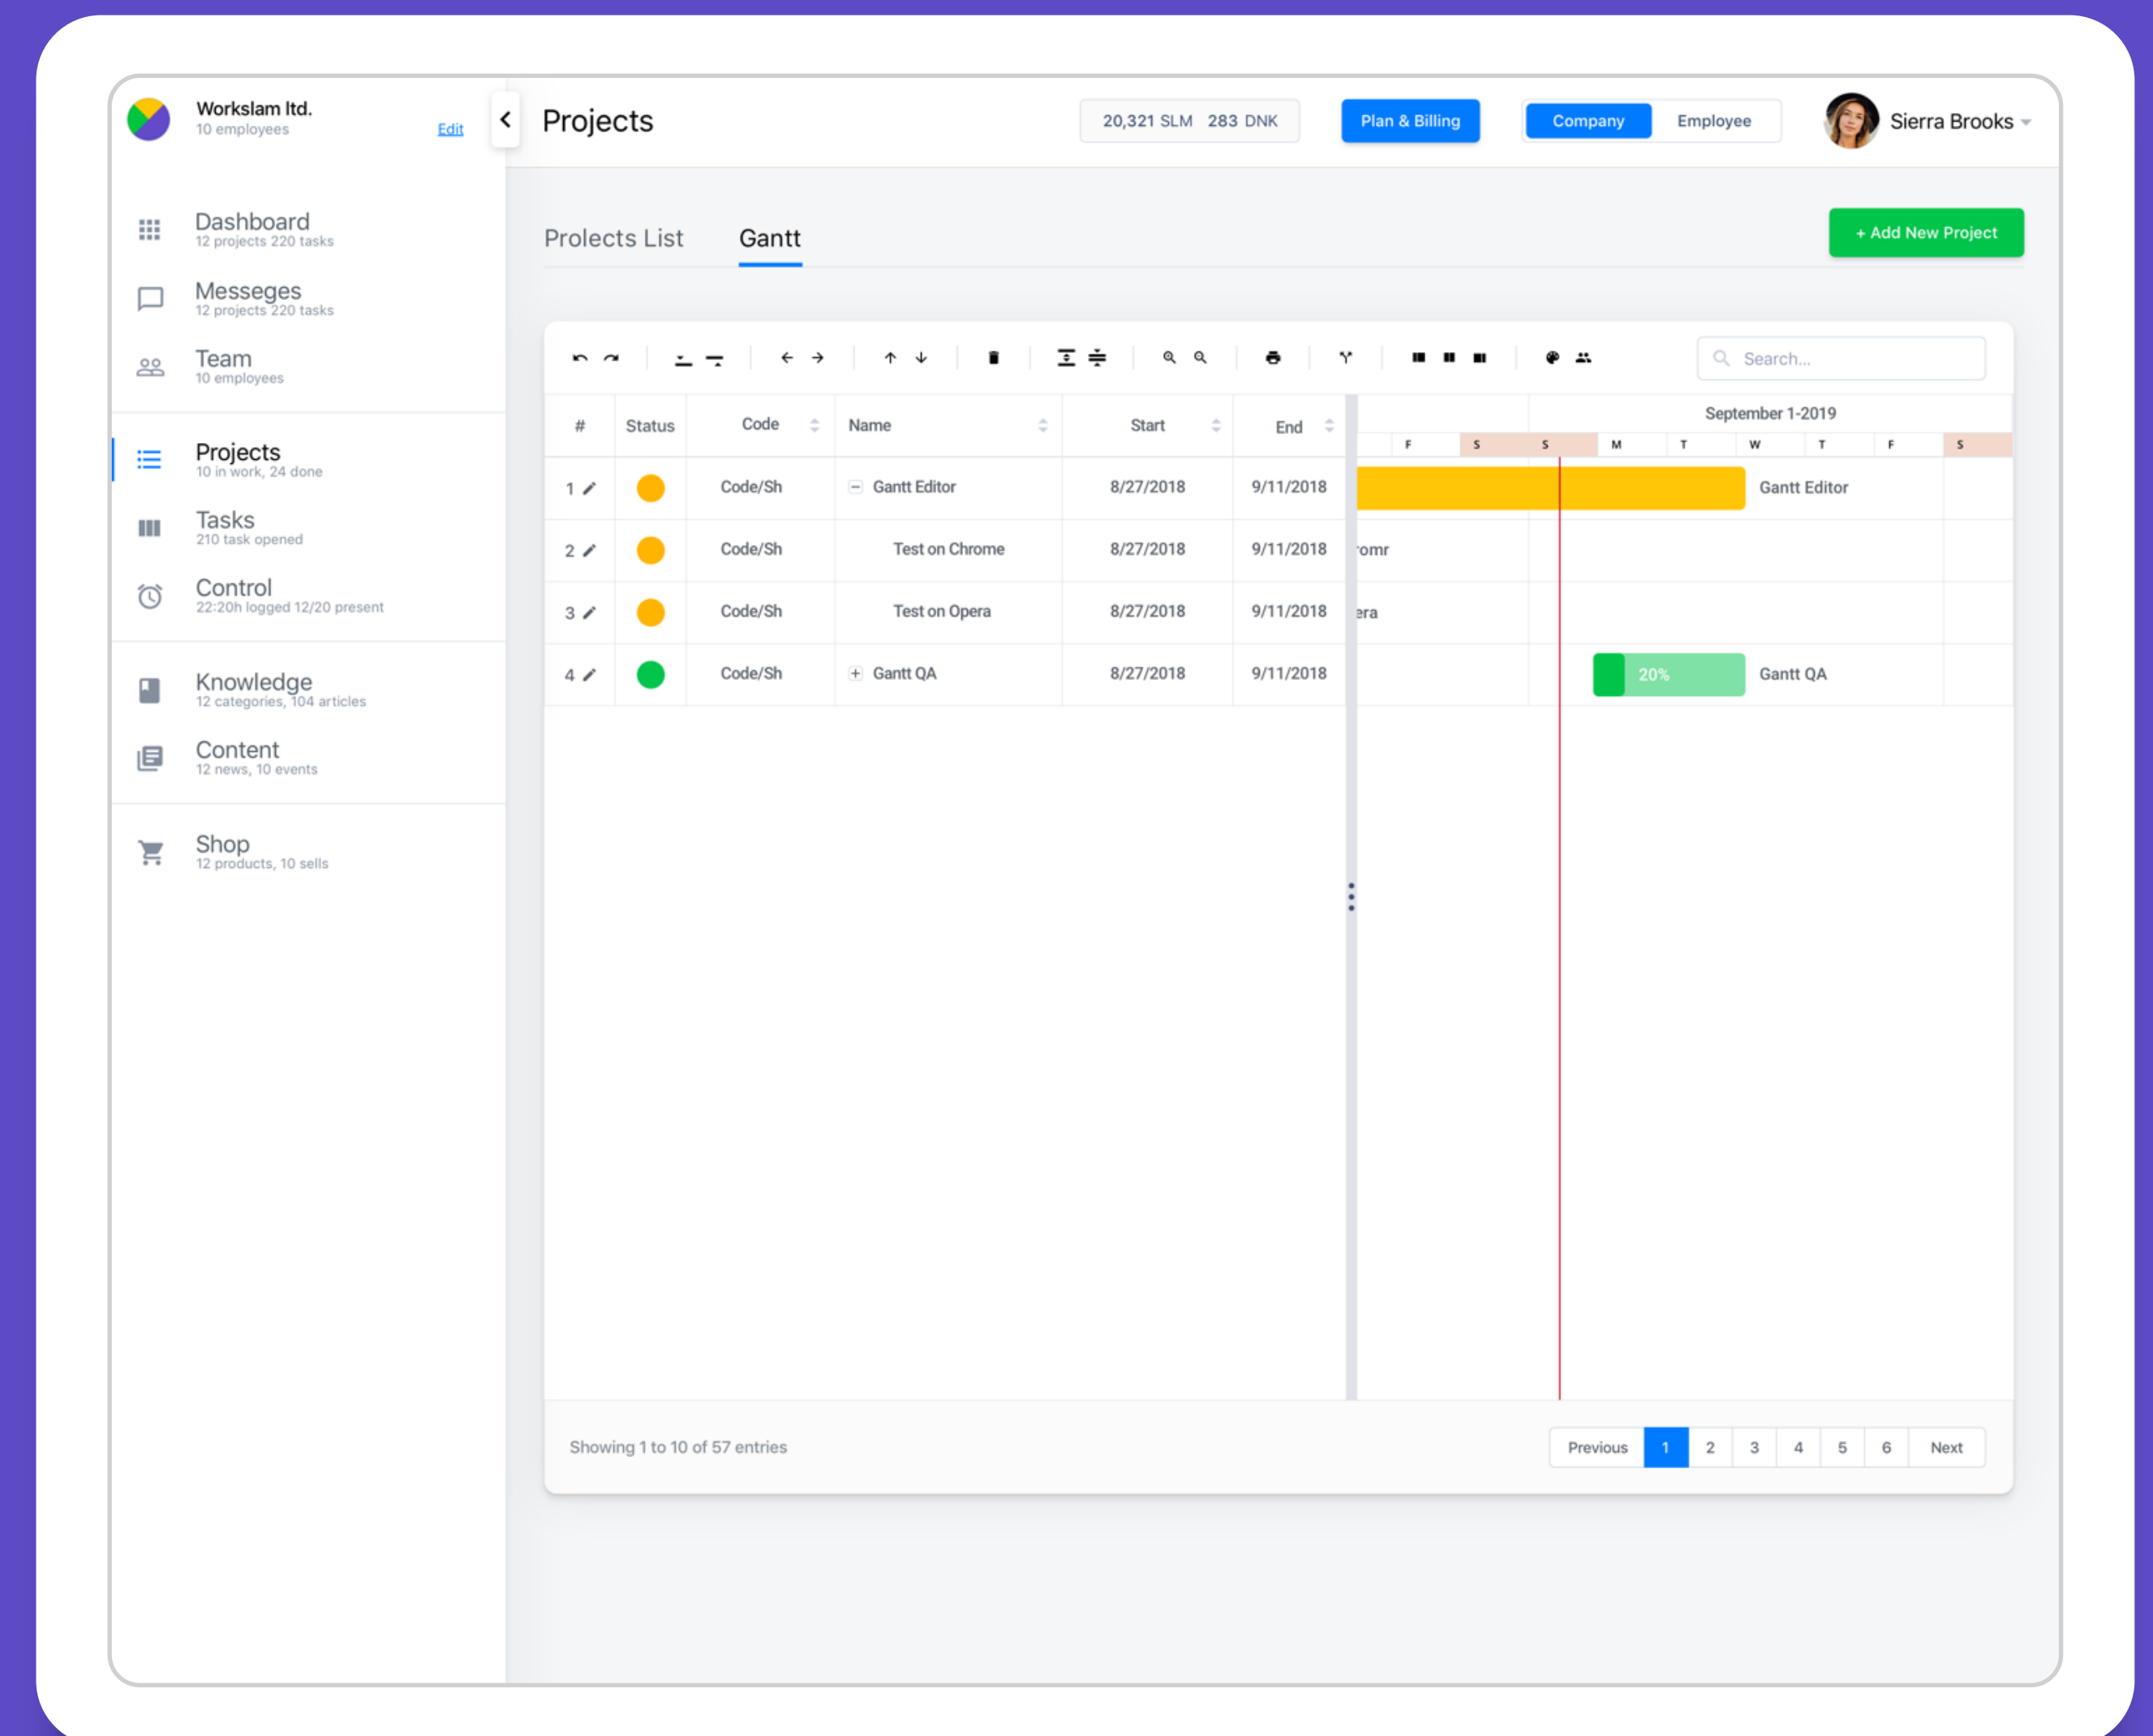 Workslam ltd.
10 employees
Edit
Projects
20,321 SLM 283 DNK
Plan & Billing
Company
Employee
Sierra Brooks
Dashboard
12 projects 220 tasks
Messeges
12 projects 220 tasks
Team
10 employees
Projects
10 in work, 24 done
Tasks
210 task opened
Control
22:20h logged 12/20 present
Knowledge
12 categories, 104 articles
Content
12 news, 10 events
Shop
12 products, 10 sells
Prolects List
Gantt
+ Add New Project
Search...
# Status Code Name Start End
September 1-2019
F S S M T W T F S
1 Code/Sh Gantt Editor 8/27/2018 9/11/2018 Gantt Editor
2 Code/Sh Test on Chrome 8/27/2018 9/11/2018 romr
3 Code/Sh Test on Opera 8/27/2018 9/11/2018 era
4 Code/Sh Gantt QA 8/27/2018 9/11/2018 20% Gantt QA
Showing 1 to 10 of 57 entries
Previous 1 2 3 4 5 6 Next